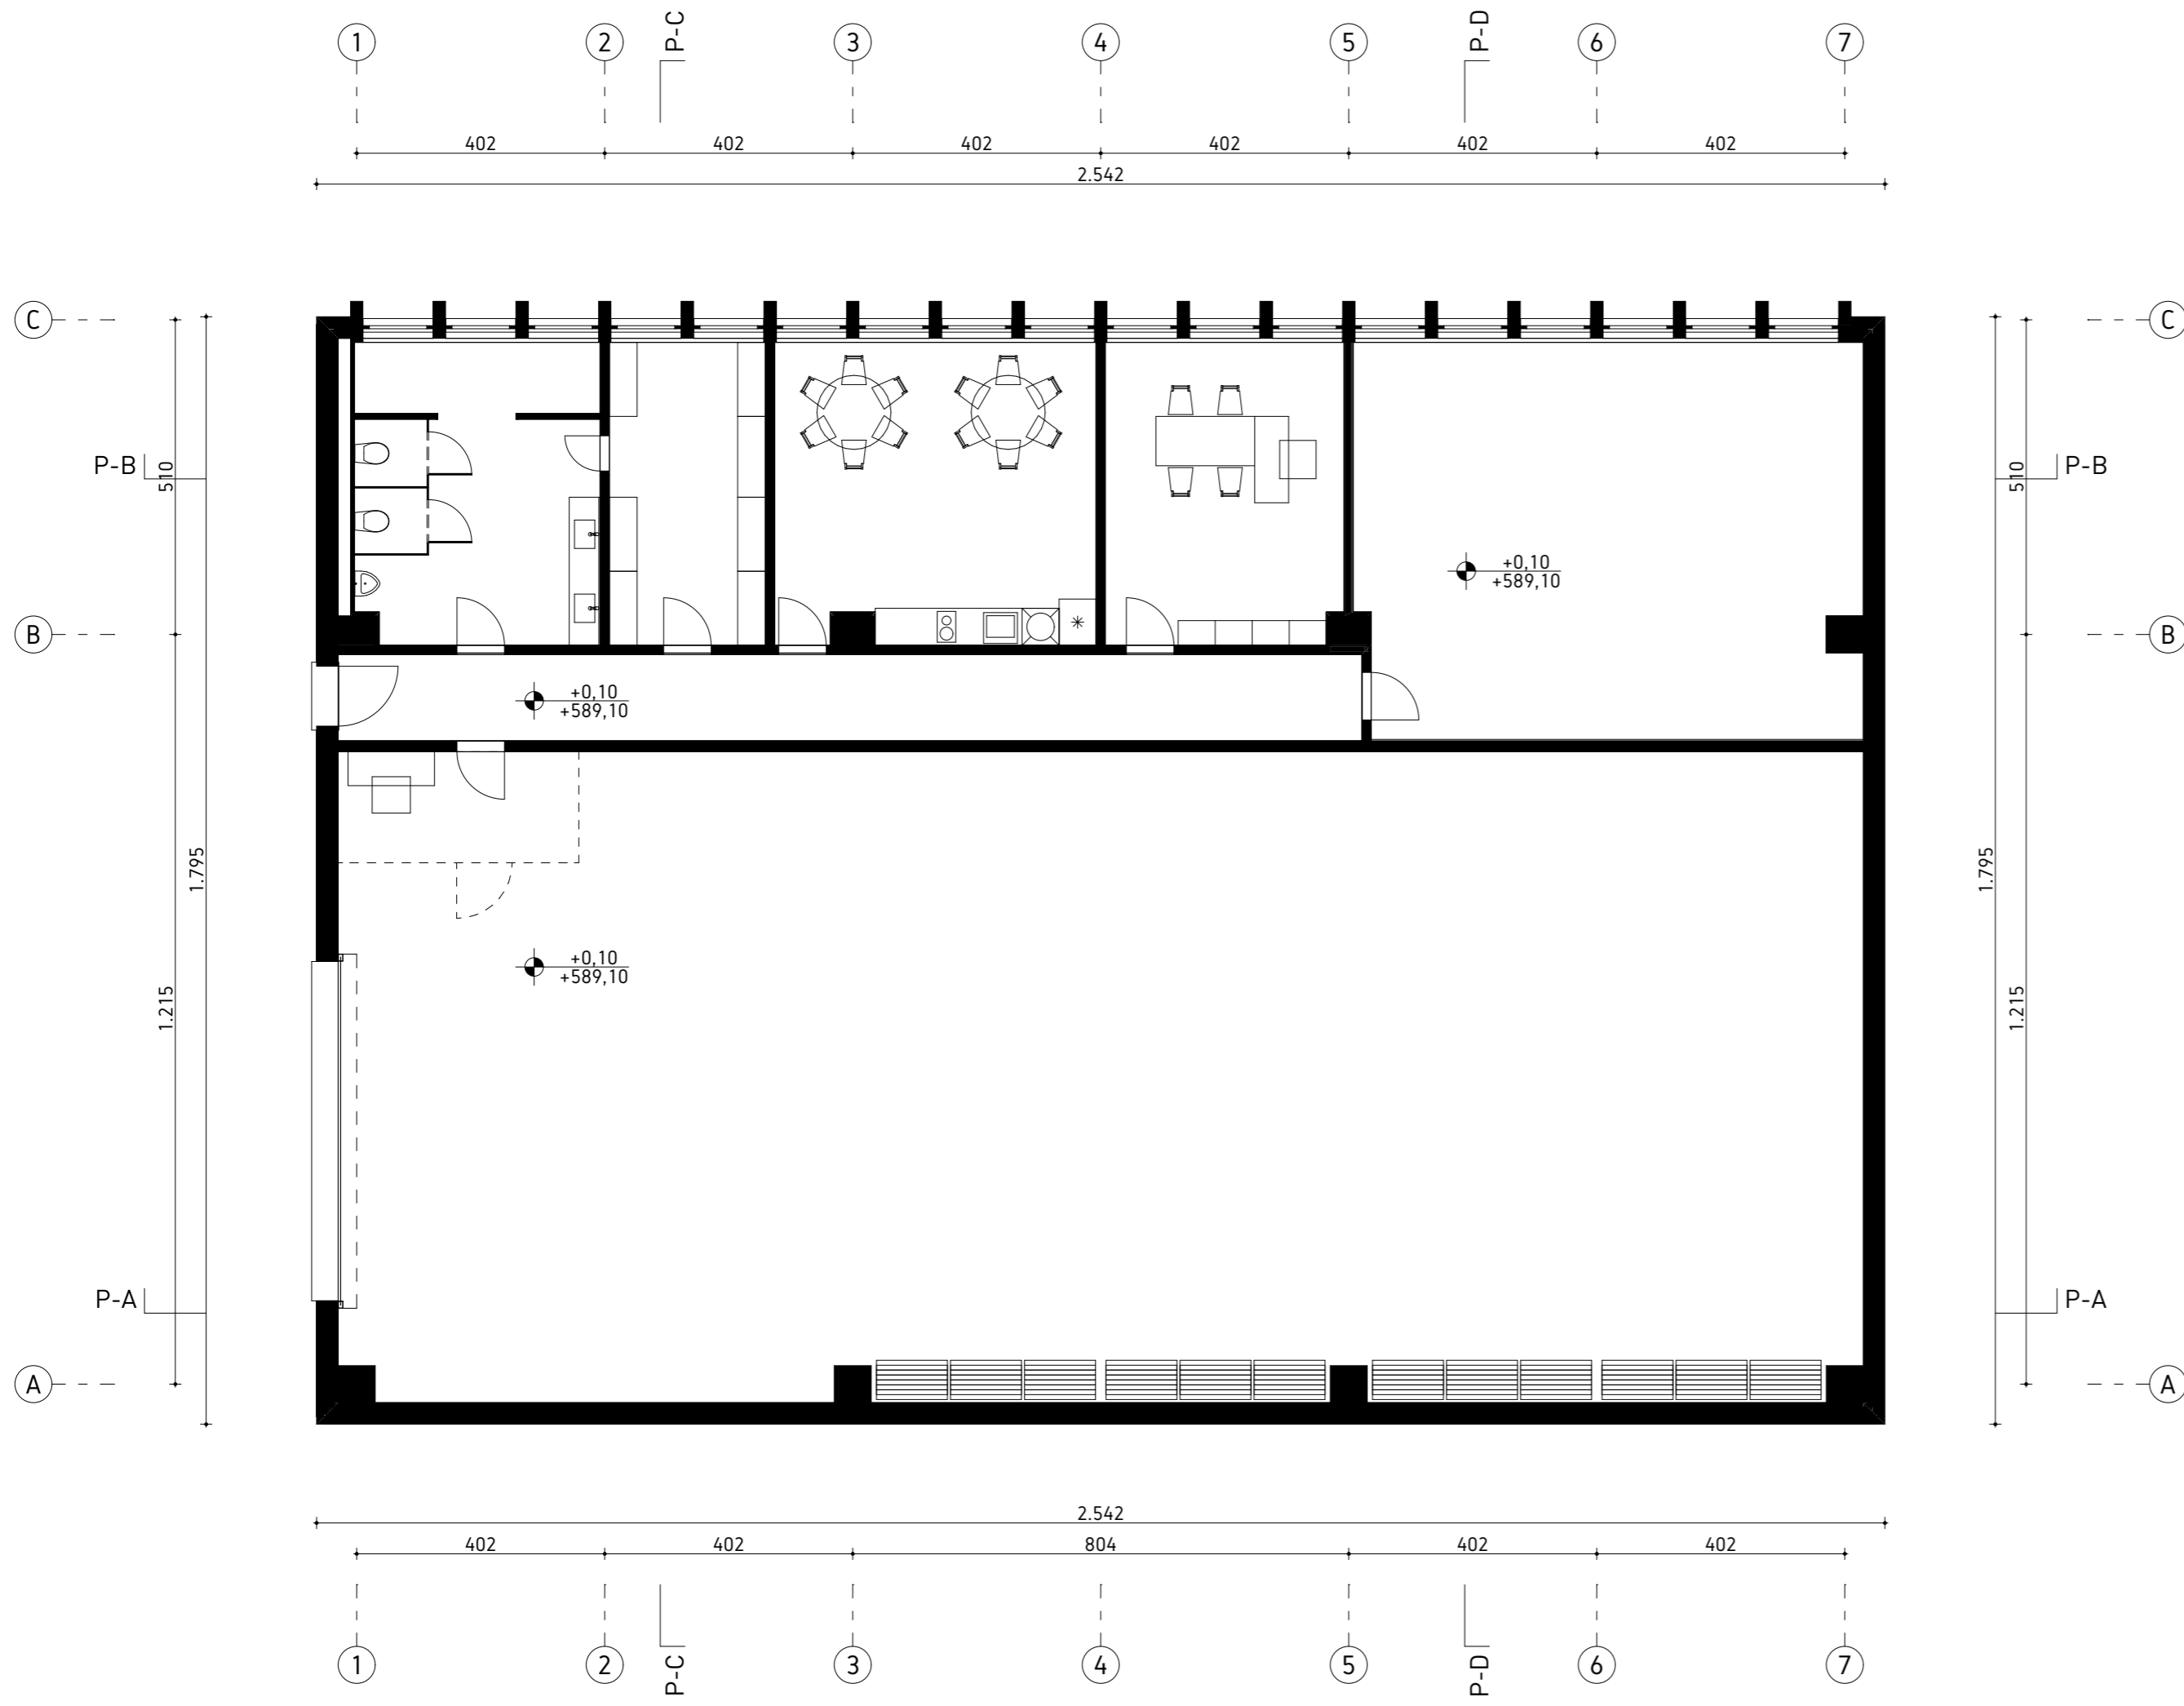 1 2 P-C 3 4 5 P-D 6 7
402 402 402 402 402 402
2.542
C C
P-B 510 510 P-B
+0,10
+589,10
B B
+0,10
+589,10
1.795 1.795
+0,10
+589,10
1.215 1.215
P-A P-A
A A
2.542
402 402 804 402 402
1 2 P-C 3 4 5 P-D 6 7